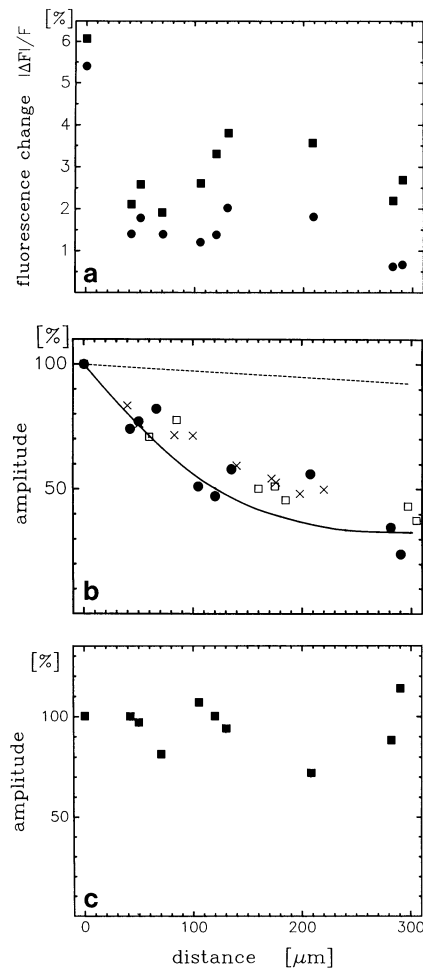 [%]
6
5
4
3
2
1
fluorescence change |ΔF|/F
a
[%]
100
50
amplitude
b
[%]
100
50
amplitude
c
0
100
200
300
distance [μm]